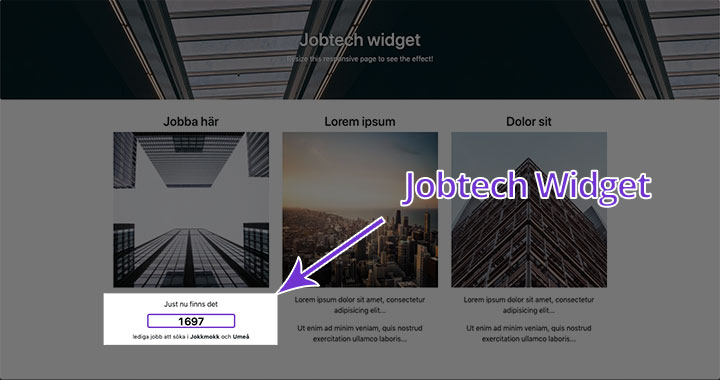 Jobtech widget
Resize this responsive page to see the effect!
Jobba här
Lorem ipsum
Dolor sit
Jobtech Widget
Just nu finns det
1697
lediga jobb att söka i Jokkmokk och Umeå
Lorem ipsum dolor sit amet, consectetur
adipisicing elit...
Ut enim ad minim veniam, quis nostrud
exercitation ullamco laboris...
Lorem ipsum dolor sit amet, consectetur
adipisicing elit...
Ut enim ad minim veniam, quis nostrud
exercitation ullamco laboris...